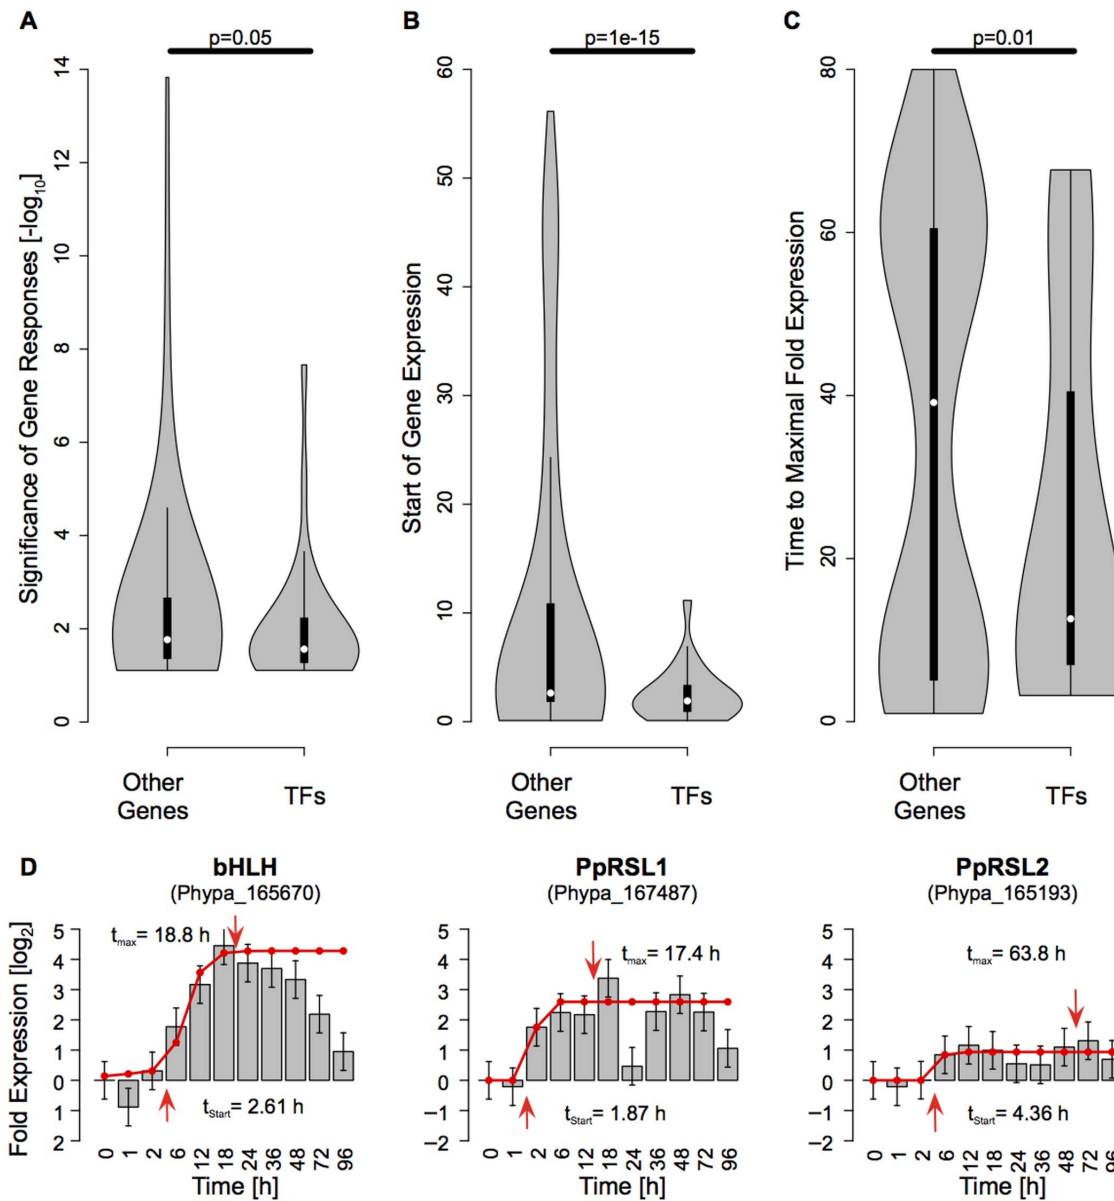 A
B
C
p=0.05
p=1e-15
p=0.01
Significance of Gene Responses [-log10]
14
12
10
8
6
4
2
0
Other
Genes
TFs
Start of Gene Expression
60
50
40
30
20
10
0
Other
Genes
TFs
Time to Maximal Fold Expression
80
60
40
20
0
Other
Genes
TFs
D
bHLH
(Phypa_165670)
Fold Expression [log2]
5
4
3
2
1
0
1
2
tmax= 18.8 h
tStart= 2.61 h
0 1 2 6 12 18 24 36 48 72 96
Time [h]
PpRSL1
(Phypa_167487)
5
4
3
2
1
0
−1
−2
tmax= 17.4 h
tStart= 1.87 h
0 1 2 6 12 18 24 36 48 72 96
Time [h]
PpRSL2
(Phypa_165193)
5
4
3
2
1
0
−1
−2
tmax= 63.8 h
tStart= 4.36 h
0 1 2 6 12 18 24 36 48 72 96
Time [h]